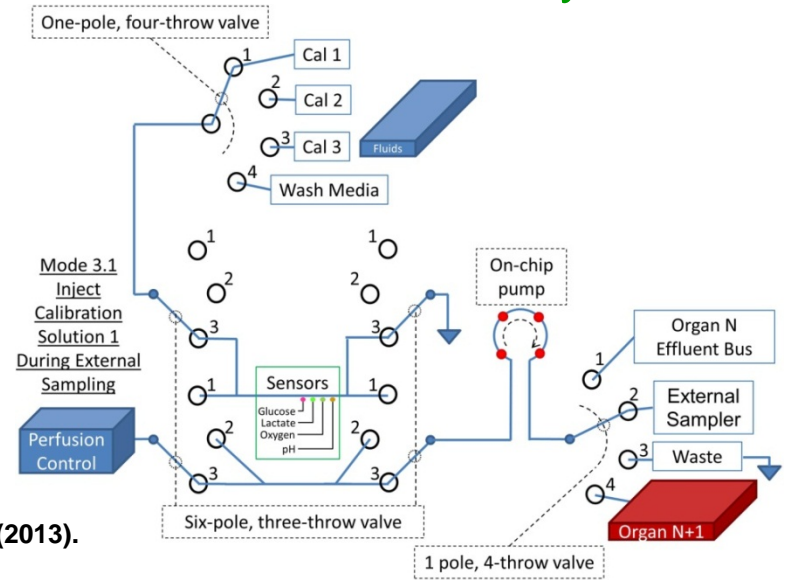 One-pole, four-throw valve
1
Cal 1
2
Cal 2
3
Cal 3
Fluids
4
Wash Media
1
1
2
2
3
3
Mode 3.1
Inject
Calibration
Solution 1
During External
Sampling
On-chip
pump
Organ N
Effluent Bus
1
1
1
Sensors
Glucose
Lactate
Oxygen
pH
2
External
Sampler
2
2
Perfusion
Control
3
Waste
3
3
4
Organ N+1
Six-pole, three-throw valve
(2013).
1 pole, 4-throw valve